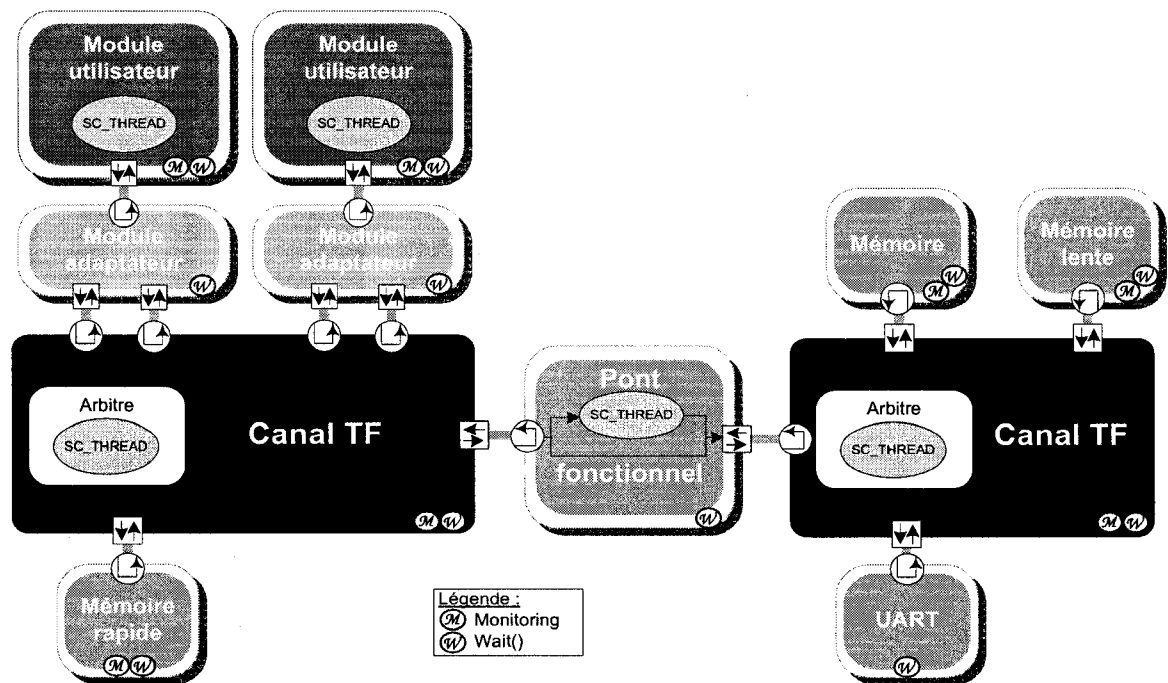 Module
utilisateur
SC_THREAD
M W
Module
utilisateur
SC_THREAD
M W
Module
adaptateur
W
Module
adaptateur
W
Mémoire
W
M
Mémoire
lente
W
M
Arbitre
SC_THREAD
Canal TF
M W
Pont
SC_THREAD
fonctionnel
W
Arbitre
SC_THREAD
Canal TF
M W
Mémoire
rapide
M W
Légende :
M Monitoring
W Wait()
UART
W